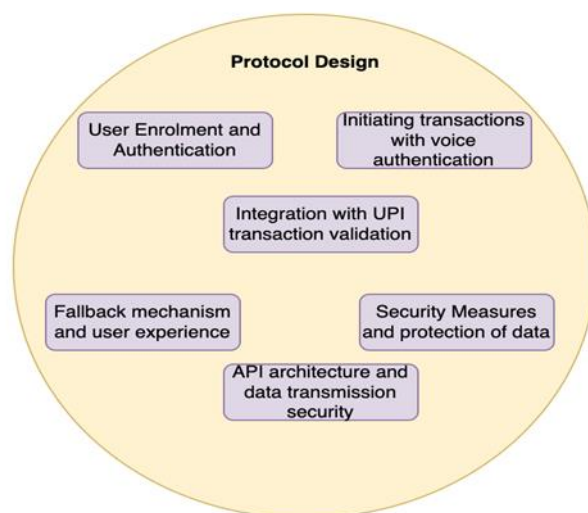 Protocol Design
User Enrolment and
Authentication
Initiating transactions
with voice
authentication
Integration with UPI
transaction validation
Fallback mechanism
and user experience
Security Measures
and protection of data
API architecture and
data transmission
security